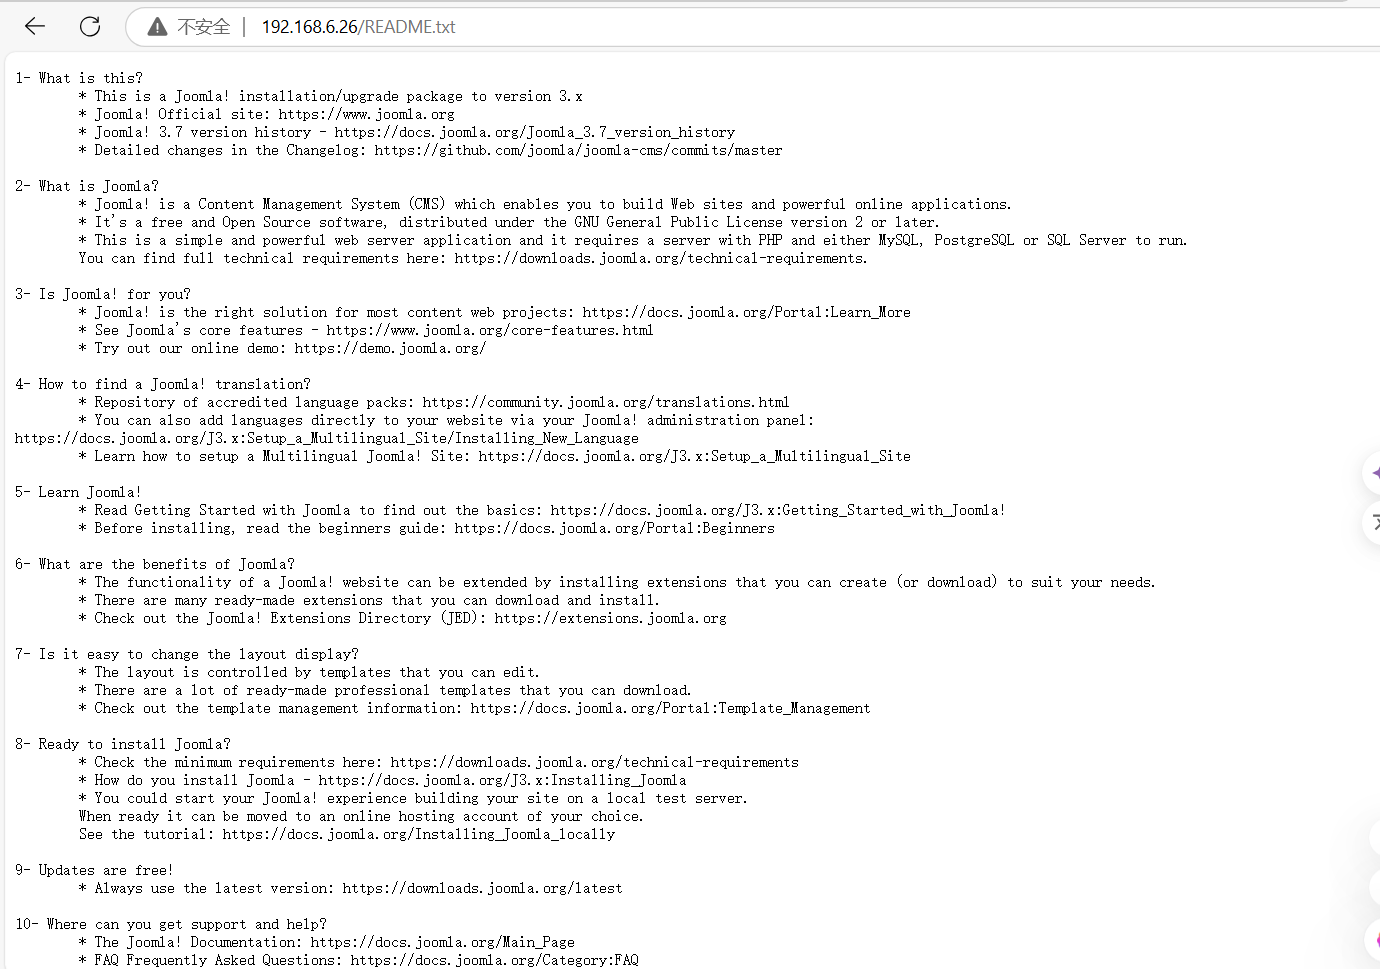 不安全 | 192.168.6.26/README.txt
1- What is this?
* This is a Joomla! installation/upgrade package to version 3.x
* Joomla! Official site: https://www.joomla.org
* Joomla! 3.7 version history - https://docs.joomla.org/Joomla_3.7_version_history
* Detailed changes in the Changelog: https://github.com/joomla/joomla-cms/commits/master
2- What is Joomla?
* Joomla! is a Content Management System (CMS) which enables you to build Web sites and powerful online applications.
* It's a free and Open Source software, distributed under the GNU General Public License version 2 or later.
* This is a simple and powerful web server application and it requires a server with PHP and either MySQL, PostgreSQL or SQL Server to run.
You can find full technical requirements here: https://downloads.joomla.org/technical-requirements.
3- Is Joomla! for you?
* Joomla! is the right solution for most content web projects: https://docs.joomla.org/Portal:Learn_More
* See Joomla's core features - https://www.joomla.org/core-features.html
* Try out our online demo: https://demo.joomla.org/
4- How to find a Joomla! translation?
* Repository of accredited language packs: https://community.joomla.org/translations.html
* You can also add languages directly to your website via your Joomla! administration panel:
https://docs.joomla.org/J3.x:Setup_a_Multilingual_Site/Installing_New_Language
* Learn how to setup a Multilingual Joomla! Site: https://docs.joomla.org/J3.x:Setup_a_Multilingual_Site
5- Learn Joomla!
* Read Getting Started with Joomla to find out the basics: https://docs.joomla.org/J3.x:Getting_Started_with_Joomla!
* Before installing, read the beginners guide: https://docs.joomla.org/Portal:Beginners
6- What are the benefits of Joomla?
* The functionality of a Joomla! website can be extended by installing extensions that you can create (or download) to suit your needs.
* There are many ready-made extensions that you can download and install.
* Check out the Joomla! Extensions Directory (JED): https://extensions.joomla.org
7- Is it easy to change the layout display?
* The layout is controlled by templates that you can edit.
* There are a lot of ready-made professional templates that you can download.
* Check out the template management information: https://docs.joomla.org/Portal:Template_Management
8- Ready to install Joomla?
* Check the minimum requirements here: https://downloads.joomla.org/technical-requirements
* How do you install Joomla - https://docs.joomla.org/J3.x:Installing_Joomla
* You could start your Joomla! experience building your site on a local test server.
When ready it can be moved to an online hosting account of your choice.
See the tutorial: https://docs.joomla.org/Installing_Joomla_locally
9- Updates are free!
* Always use the latest version: https://downloads.joomla.org/latest
10- Where can you get support and help?
* The Joomla! Documentation: https://docs.joomla.org/Main_Page
* FAQ Frequently Asked Questions: https://docs.joomla.org/Category:FAQ